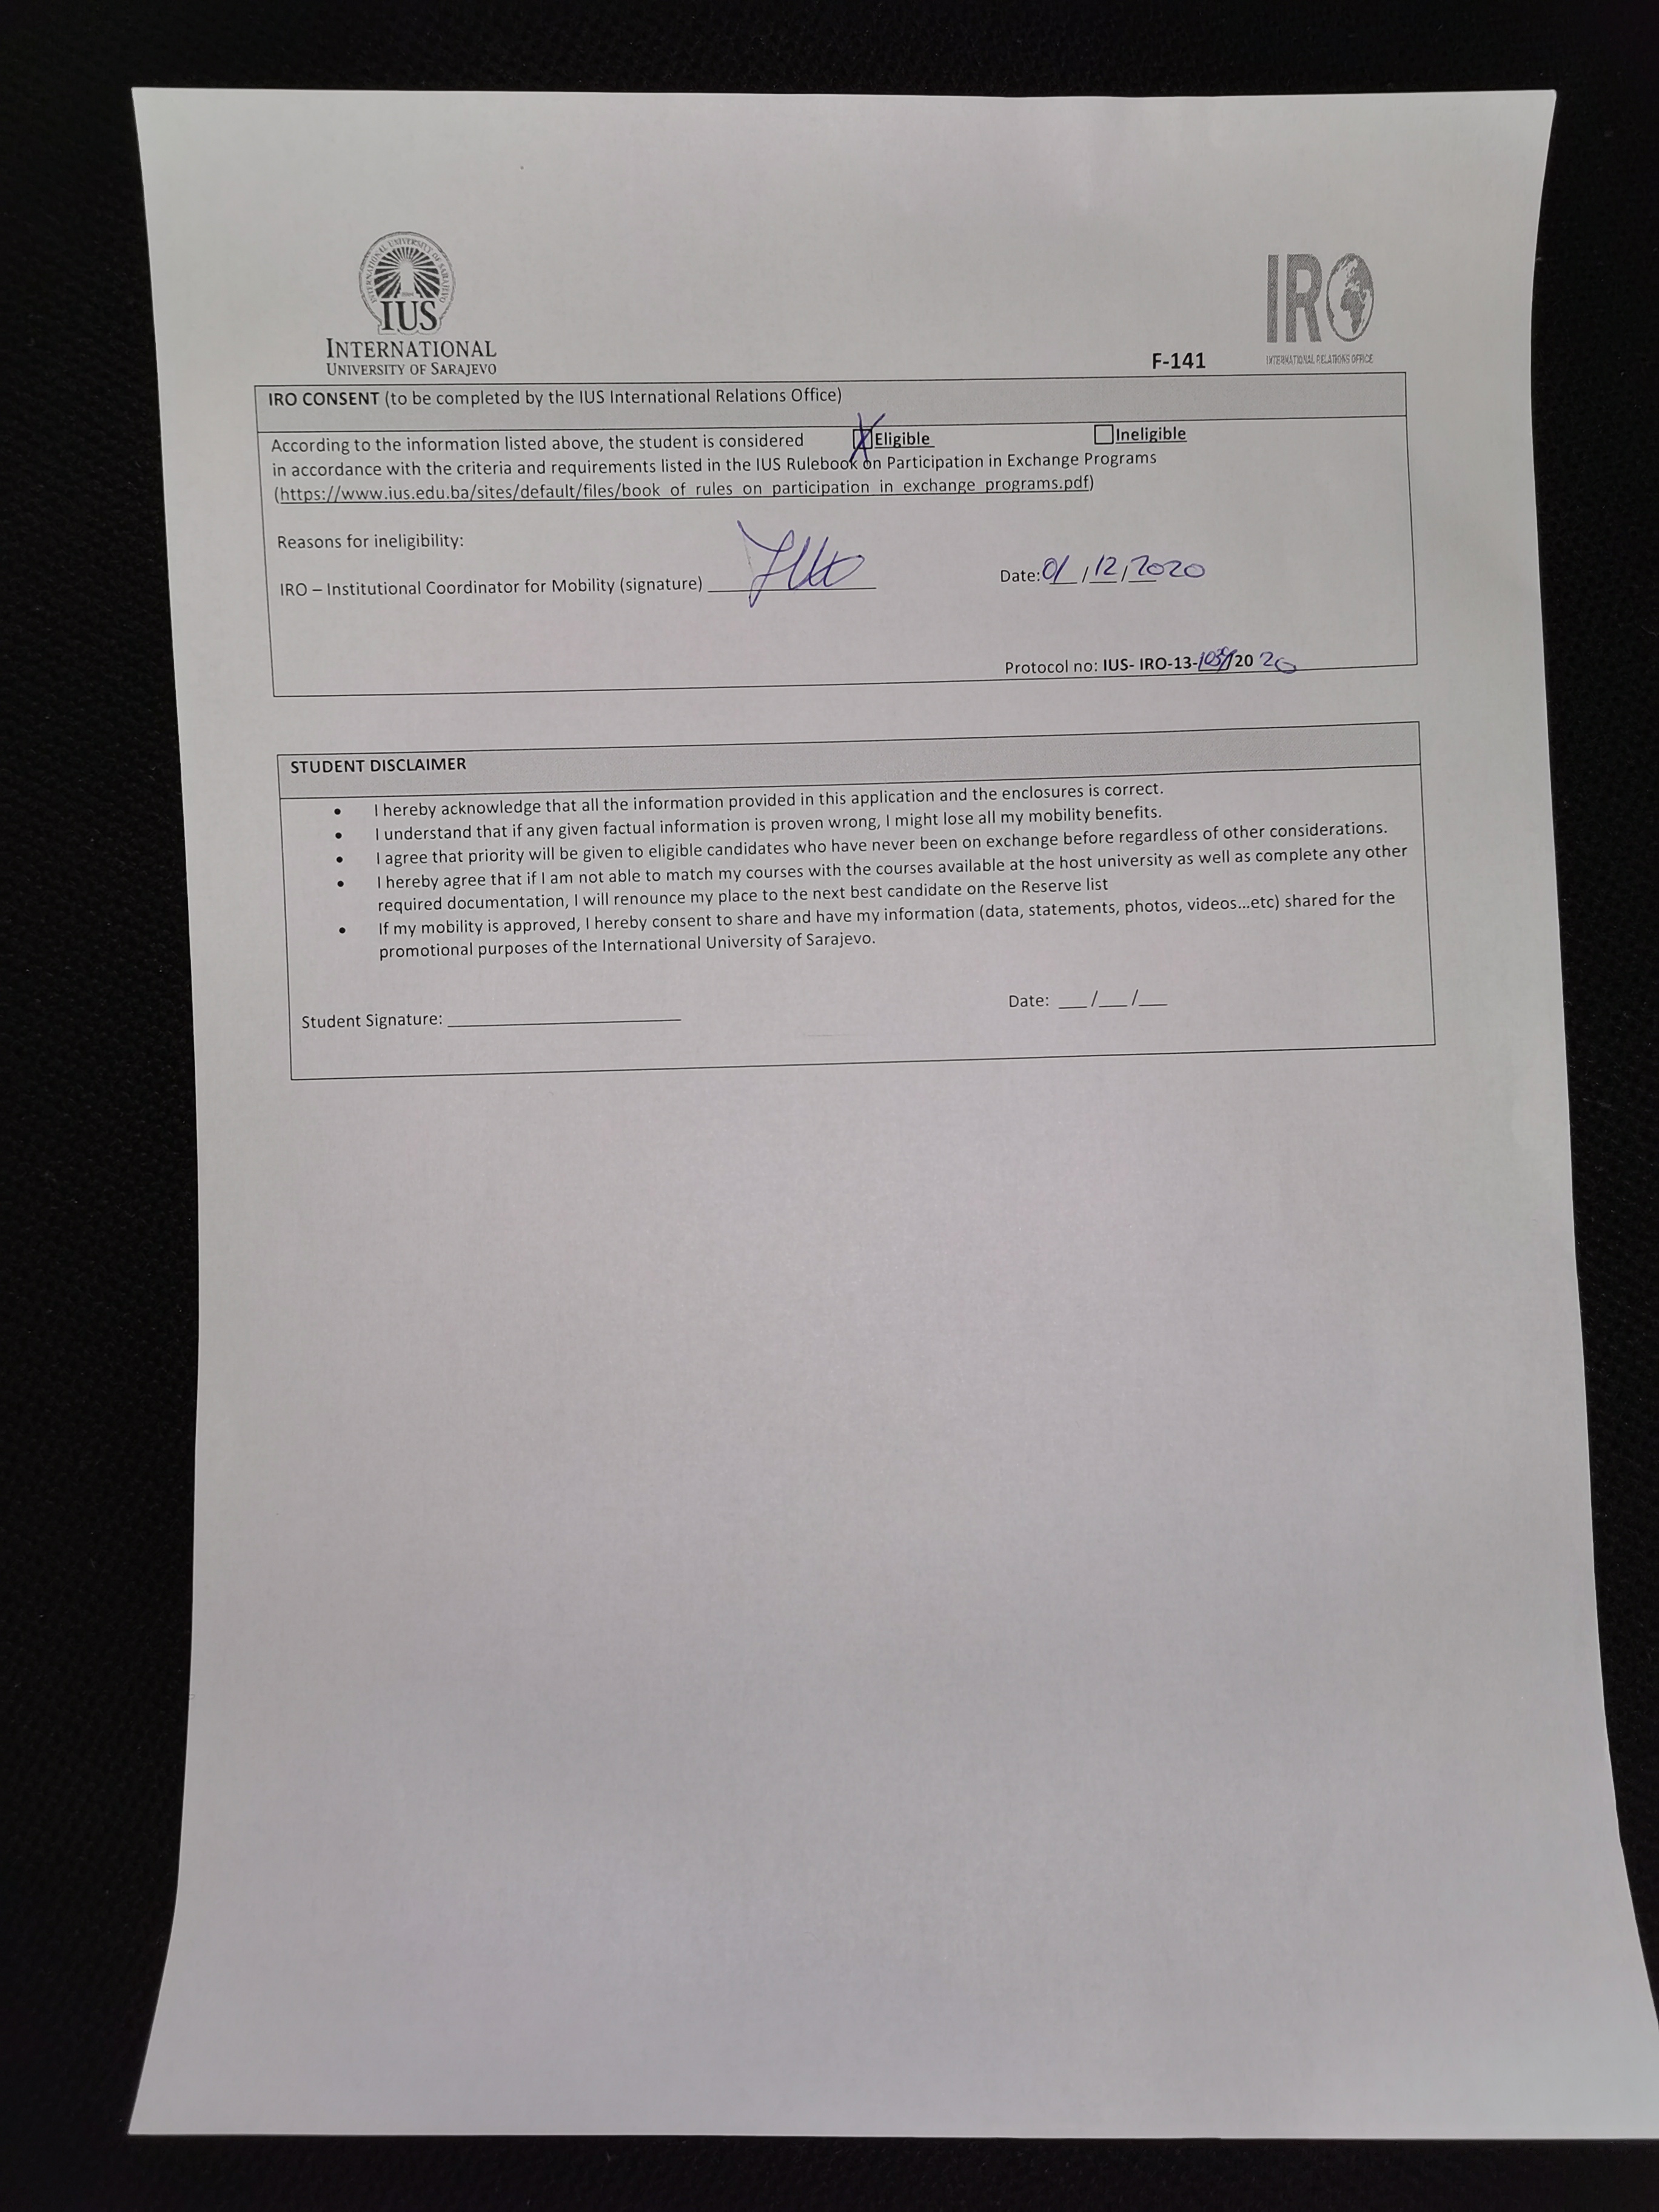 INTERNATIONAL UNIVERSITY OF SARAJEVO
IUS
INTERNATIONAL
UNIVERSITY OF SARAJEVO
F-141
IRO
INTERNATIONAL RELATIONS OFFICE
IRO CONSENT (to be completed by the IUS International Relations Office)
According to the information listed above, the student is considered Eligible Ineligible
in accordance with the criteria and requirements listed in the IUS Rulebook on Participation in Exchange Programs
(https://www.ius.edu.ba/sites/default/files/book_of_rules_on_participation_in_exchange_programs.pdf)
Reasons for ineligibility:
IRO – Institutional Coordinator for Mobility (signature) Date: 01/12/2020
Protocol no: IUS- IRO-13- /20 20
STUDENT DISCLAIMER
• I hereby acknowledge that all the information provided in this application and the enclosures is correct.
• I understand that if any given factual information is proven wrong, I might lose all my mobility benefits.
• I agree that priority will be given to eligible candidates who have never been on exchange before regardless of other considerations.
• I hereby agree that if I am not able to match my courses with the courses available at the host university as well as complete any other
required documentation, I will renounce my place to the next best candidate on the Reserve list
• If my mobility is approved, I hereby consent to share and have my information (data, statements, photos, videos...etc) shared for the
promotional purposes of the International University of Sarajevo.
Student Signature: ____________________ Date: __/__/__